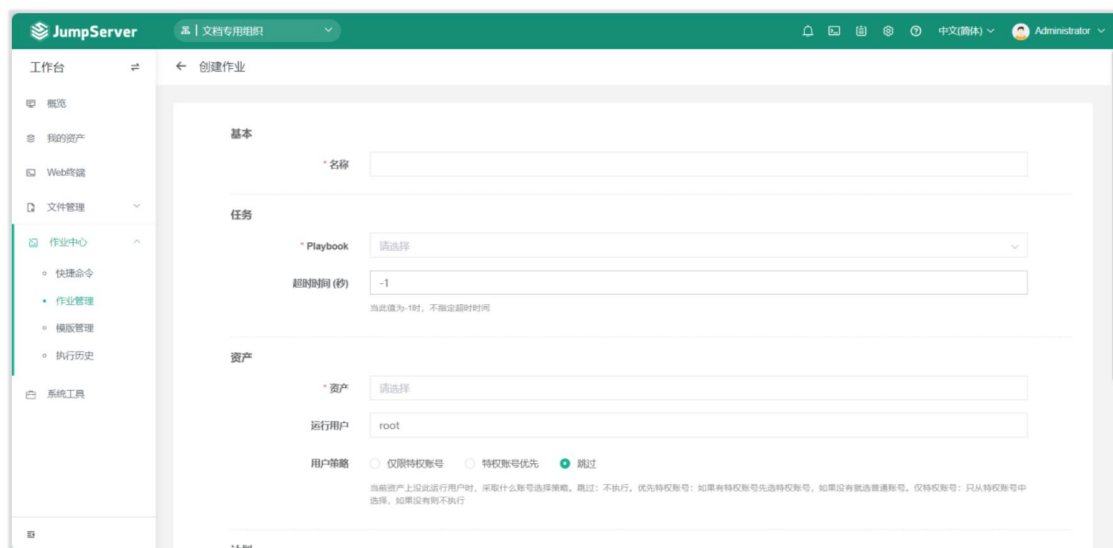 JumpServer
文档专用组织
中文(简体)
Administrator
工作台
创建作业
概览
我的资产
Web终端
文件管理
作业中心
快捷命令
作业管理
模版管理
执行历史
系统工具
基本
* 名称
任务
* Playbook
请选择
超时时间 (秒)
-1
当此值为-1时，不指定超时时间
资产
* 资产
请选择
运行用户
root
用户策略
仅限特权账号
特权账号优先
跳过
当前资产上没此运行用户时，采取什么账号选择策略。跳过：不执行。优先特权账号：如果有特权账号先选特权账号，如果没有就选普通账号。仅特权账号：只从特权账号中
选择，如果没有则不执行